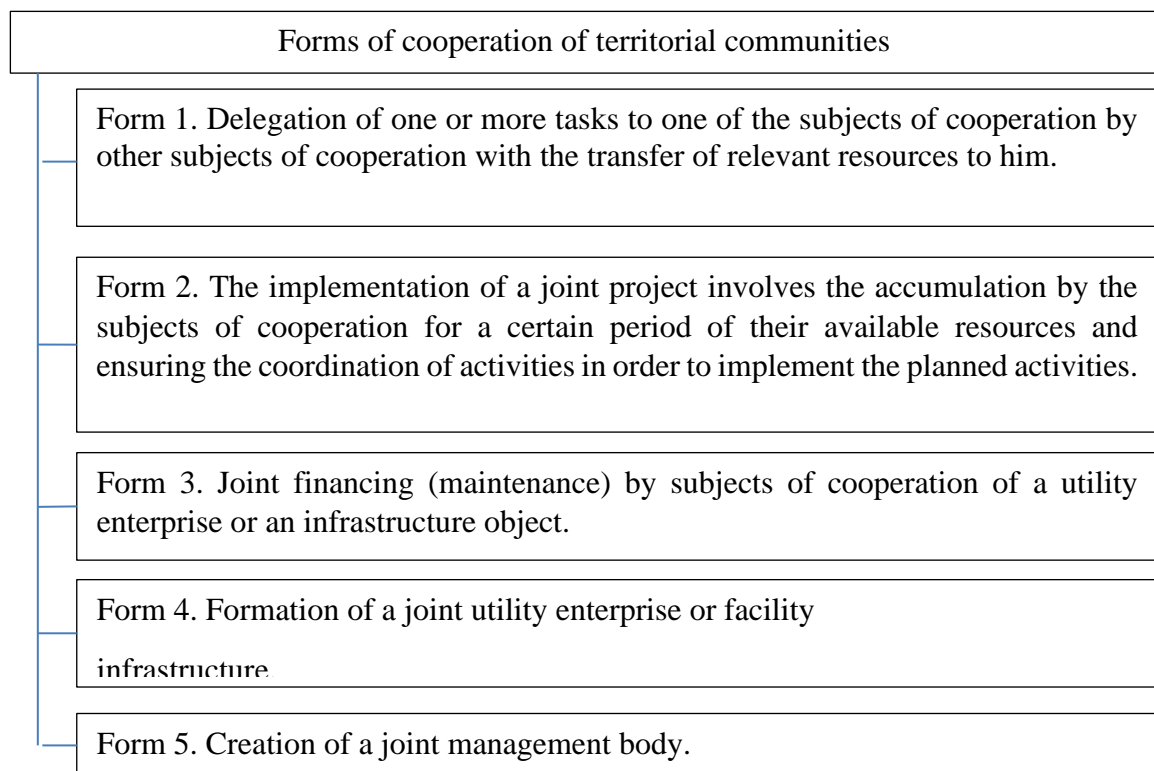 Forms of cooperation of territorial communities
Form 1. Delegation of one or more tasks to one of the subjects of cooperation by
other subjects of cooperation with the transfer of relevant resources to him.
Form 2. The implementation of a joint project involves the accumulation by the
subjects of cooperation for a certain period of their available resources and
ensuring the coordination of activities in order to implement the planned activities.
Form 3. Joint financing (maintenance) by subjects of cooperation of a utility
enterprise or an infrastructure object.
Form 4. Formation of a joint utility enterprise or facility
infrastructure.
Form 5. Creation of a joint management body.